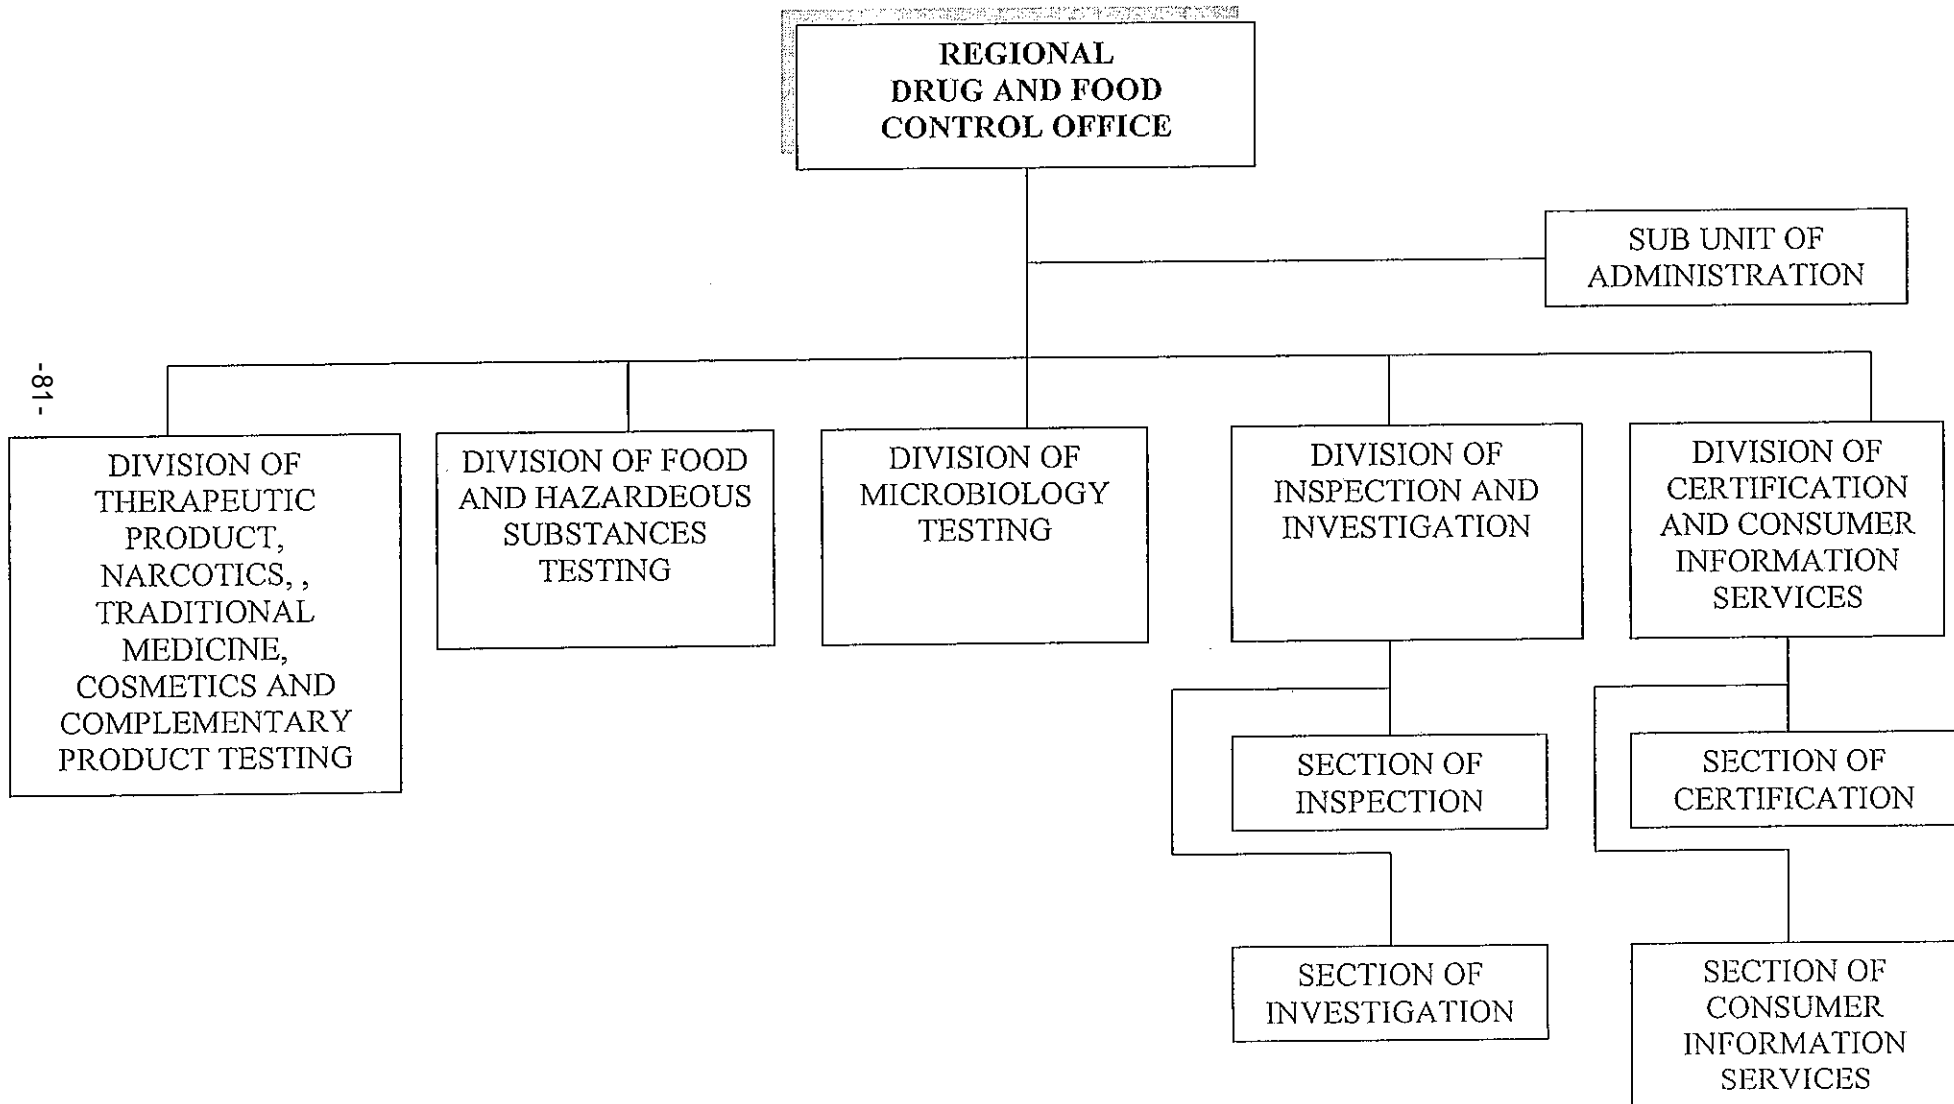 REGIONAL
DRUG AND FOOD
CONTROL OFFICE
SUB UNIT OF
ADMINISTRATION
-81-
DIVISION OF
THERAPEUTIC
PRODUCT,
NARCOTICS, ,
TRADITIONAL
MEDICINE,
COSMETICS AND
COMPLEMENTARY
PRODUCT TESTING
DIVISION OF FOOD
AND HAZARDEOUS
SUBSTANCES
TESTING
DIVISION OF
MICROBIOLOGY
TESTING
DIVISION OF
INSPECTION AND
INVESTIGATION
DIVISION OF
CERTIFICATION
AND CONSUMER
INFORMATION
SERVICES
SECTION OF
INSPECTION
SECTION OF
CERTIFICATION
SECTION OF
INVESTIGATION
SECTION OF
CONSUMER
INFORMATION
SERVICES